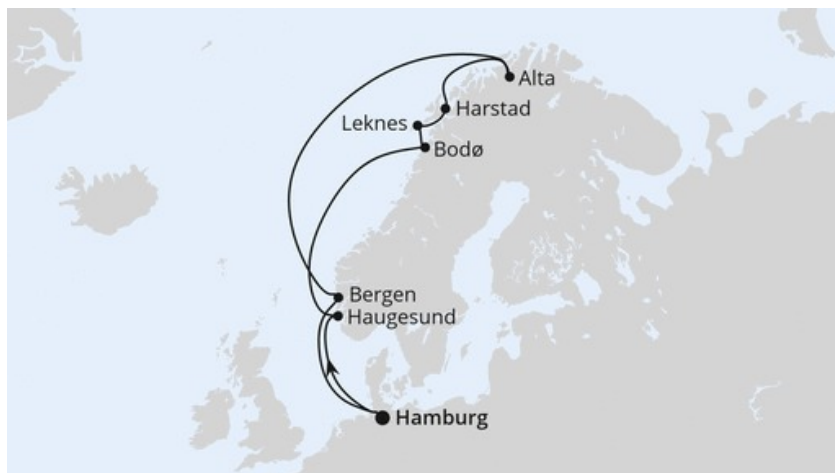 Alta
Harstad
Leknes
Bodø
Bergen
Haugesund
Hamburg